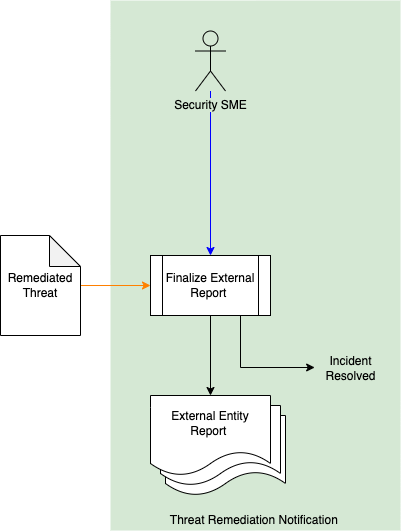 Security SME
Remediated
Threat
Finalize External
Report
Incident
Resolved
External Entity
Report
Threat Remediation Notification